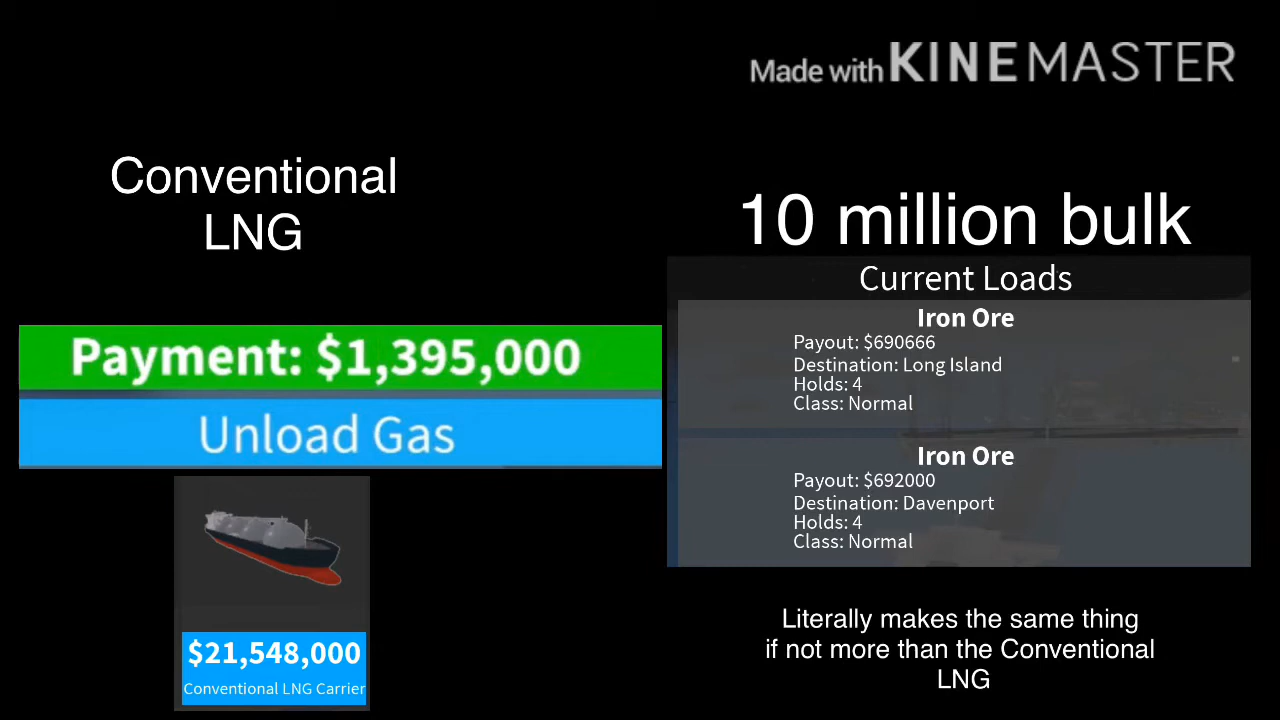 Made with KINEMASTER
Conventional
LNG
10 million bulk
Current Loads
Iron Ore
Payout: $690666
Destination: Long Island
Holds: 4
Class: Normal
Iron Ore
Payout: $692000
Destination: Davenport
Holds: 4
Class: Normal
Payment: $1,395,000
Unload Gas
$21,548,000
Conventional LNG Carrier
Literally makes the same thing
if not more than the Conventional
LNG